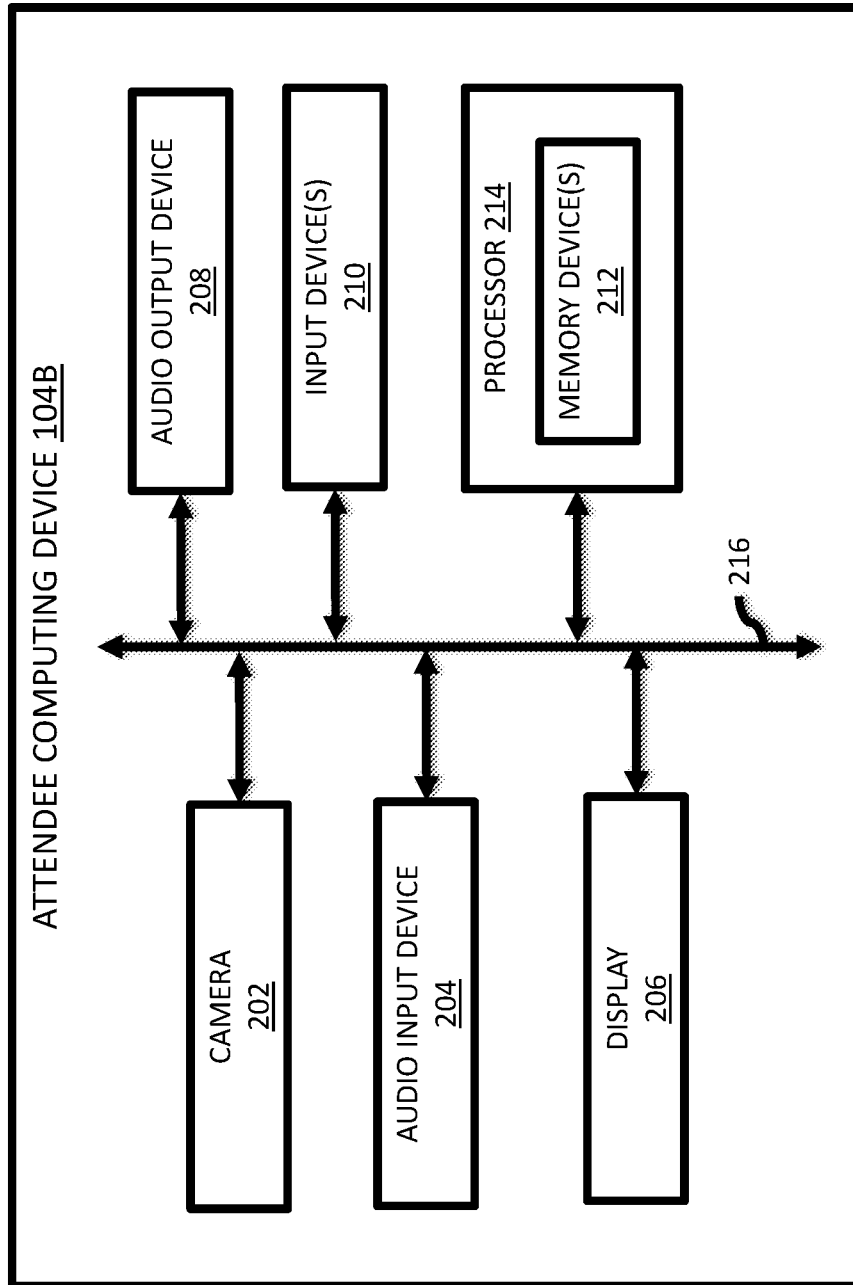 ATTENDEE COMPUTING DEVICE 104B
CAMERA
202
AUDIO INPUT DEVICE
204
DISPLAY
206
AUDIO OUTPUT DEVICE
208
INPUT DEVICE(S)
210
PROCESSOR 214
MEMORY DEVICE(S)
212
216